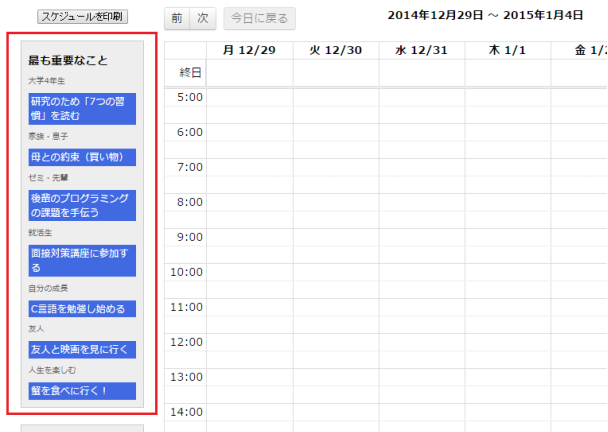 スケジュールを印刷
前 次 今日に戻る
2014年12月29日 ～ 2015年1月4日
最も重要なこと
大学4年生
研究のため「7つの習
慣」を読む
家族・息子
母との約束（買い物）
ゼミ・先輩
後輩のプログラミング
の課題を手伝う
就活生
面接対策講座に参加す
る
自分の成長
C言語を勉強し始める
友人
友人と映画を見に行く
人生を楽しむ
蟹を食べに行く！
月 12/29 火 12/30 水 12/31 木 1/1 金 1/
終日
5:00
6:00
7:00
8:00
9:00
10:00
11:00
12:00
13:00
14:00